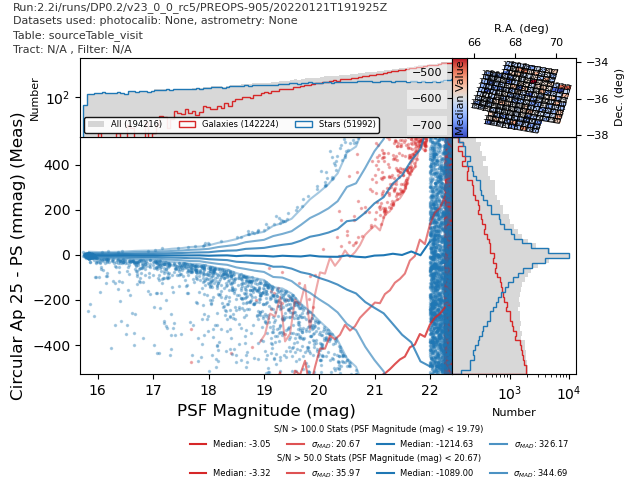 Run:2.2i/runs/DP0.2/v23_0_0_rc5/PREOPS-905/20220121T191925Z
Datasets used: photocalib: None, astrometry: None
Table: sourceTable_visit
Tract: N/A , Filter: N/A
R.A. (deg)
66 68 70
Number
10²
All (194216) Galaxies (142224) Stars (51992)
−500
−600
−700
Median Value
−34
−36
−38
Dec. (deg)
Circular Ap 25 - PS (mmag) (Meas)
400
200
0
−200
−400
16 17 18 19 20 21 22
PSF Magnitude (mag)
10³ 10⁴
Number
S/N > 100.0 Stats (PSF Magnitude (mag) < 19.79)
Median: -3.05 σMAD: 20.67 Median: -1214.63 σMAD: 326.17
S/N > 50.0 Stats (PSF Magnitude (mag) < 20.67)
Median: -3.32 σMAD: 35.97 Median: -1089.00 σMAD: 344.69